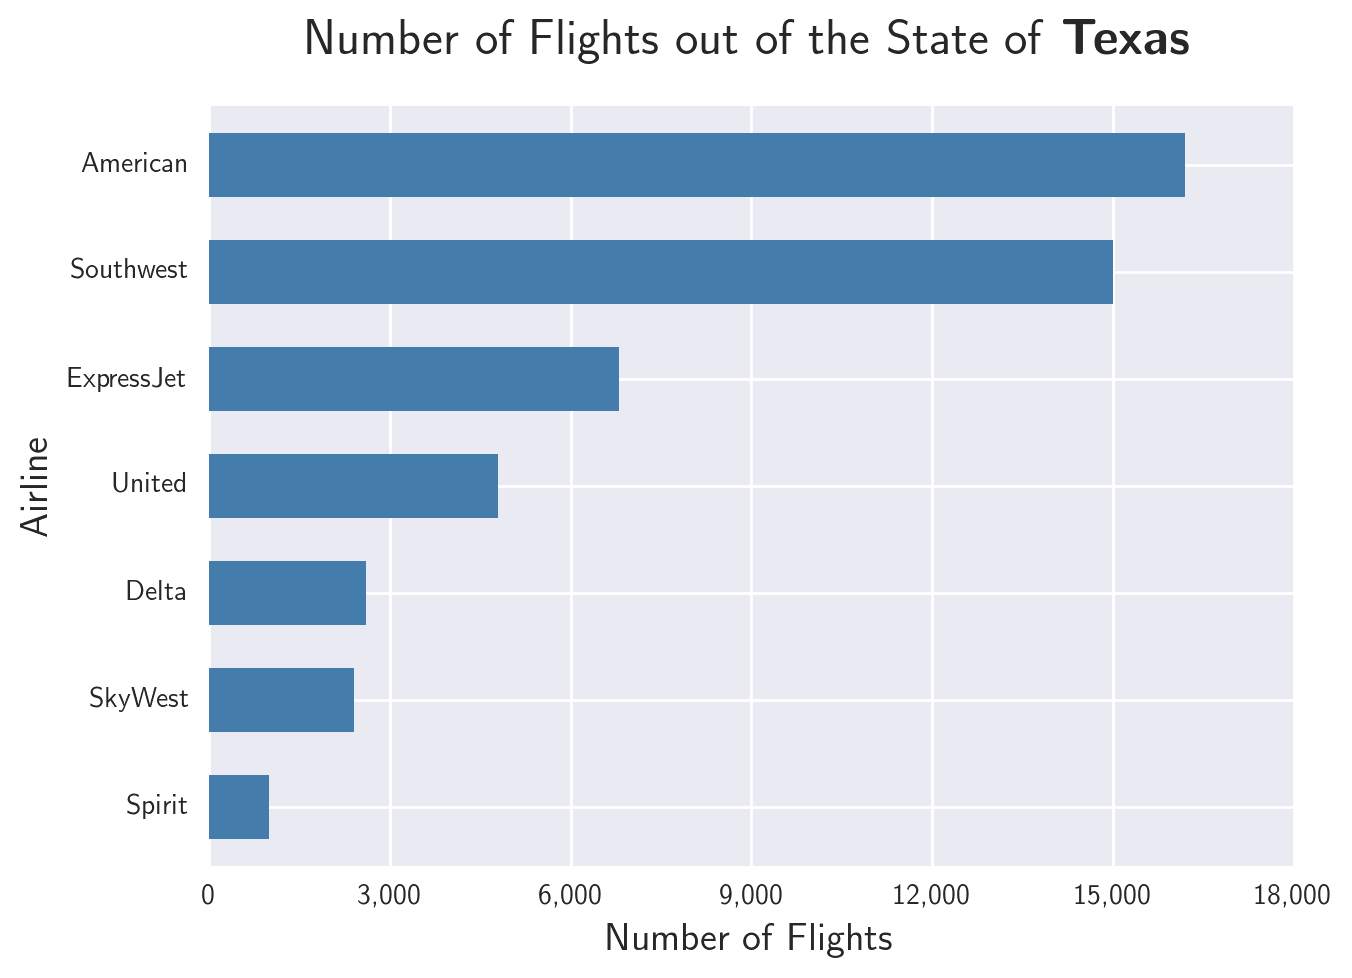 Number of Flights out of the State of Texas
American
Southwest
ExpressJet
United
Delta
SkyWest
Spirit
Airline
0 3,000 6,000 9,000 12,000 15,000 18,000
Number of Flights